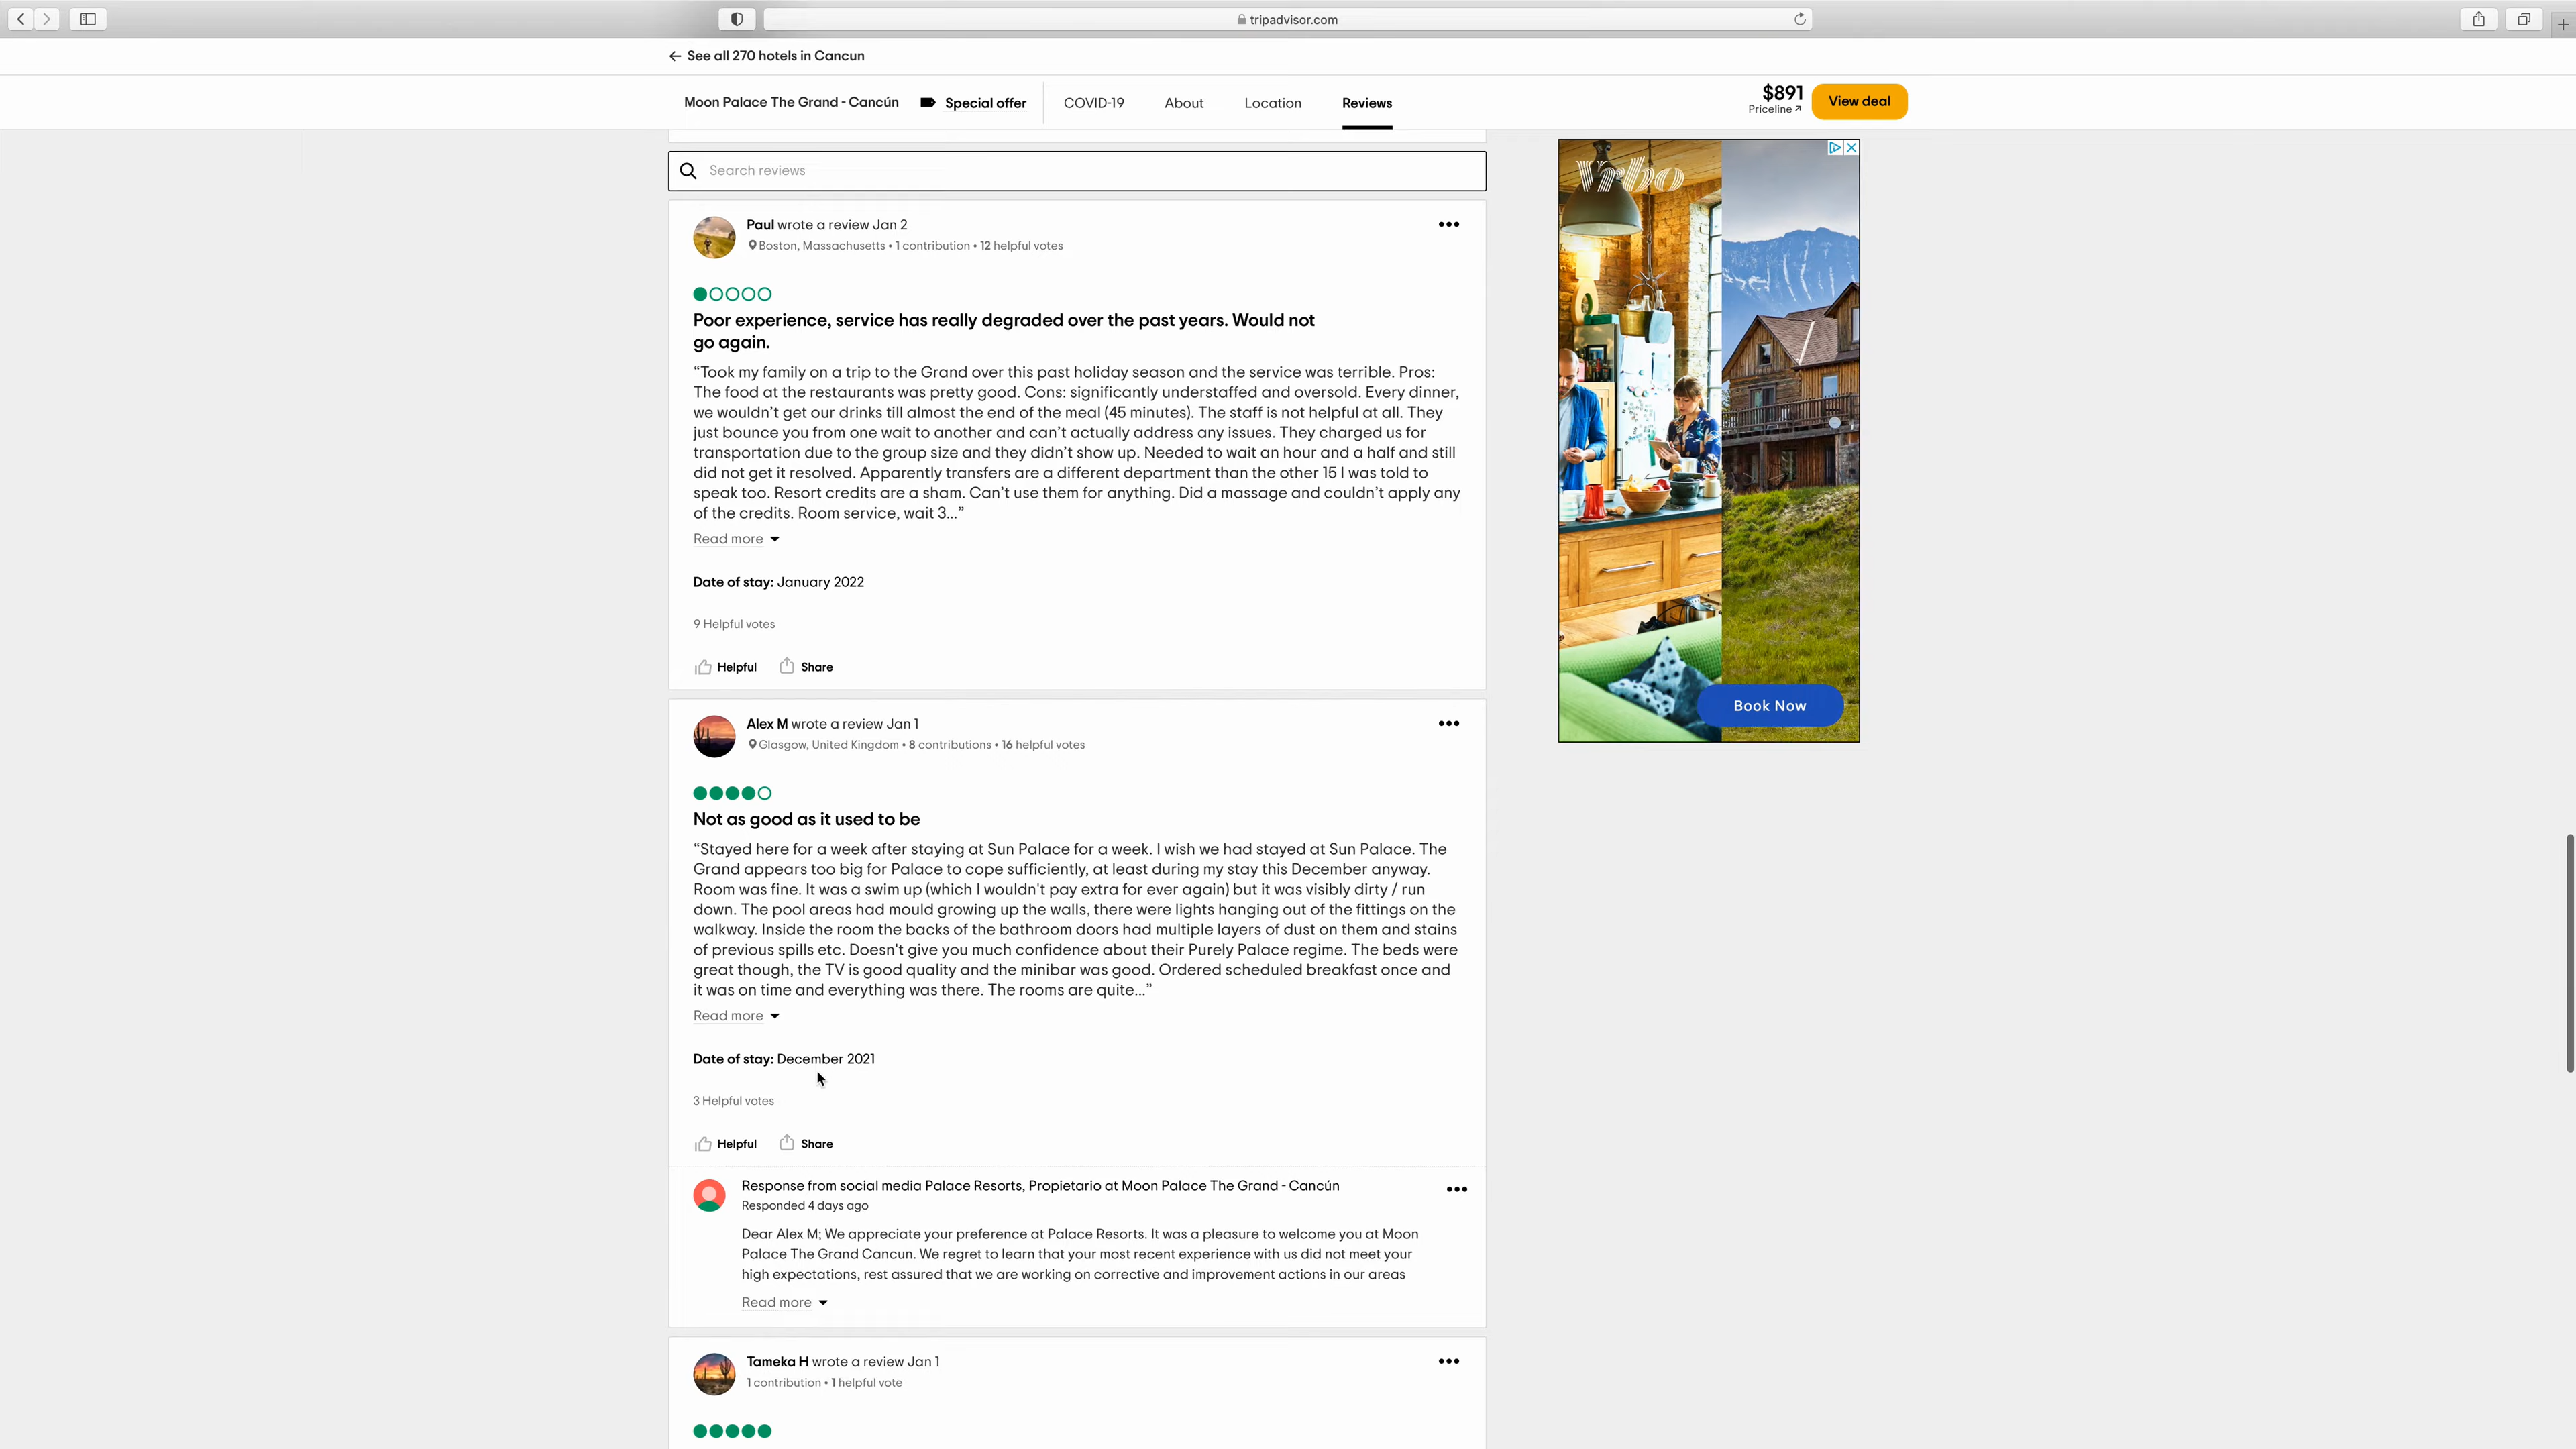 tripadvisor.com
← See all 270 hotels in Cancun
Moon Palace The Grand - Cancún
Special offer
COVID-19
About
Location
Reviews
$891
Priceline ↗
View deal
Search reviews
Vrbo
Book Now
Paul wrote a review Jan 2
Boston, Massachusetts • 1 contribution • 12 helpful votes
Poor experience, service has really degraded over the past years. Would not
go again.
“Took my family on a trip to the Grand over this past holiday season and the service was terrible. Pros:
The food at the restaurants was pretty good. Cons: significantly understaffed and oversold. Every dinner,
we wouldn’t get our drinks till almost the end of the meal (45 minutes). The staff is not helpful at all. They
just bounce you from one wait to another and can’t actually address any issues. They charged us for
transportation due to the group size and they didn’t show up. Needed to wait an hour and a half and still
did not get it resolved. Apparently transfers are a different department than the other 15 I was told to
speak too. Resort credits are a sham. Can’t use them for anything. Did a massage and couldn’t apply any
of the credits. Room service, wait 3…”
Read more
Date of stay: January 2022
9 Helpful votes
Helpful
Share
Alex M wrote a review Jan 1
Glasgow, United Kingdom • 8 contributions • 16 helpful votes
Not as good as it used to be
“Stayed here for a week after staying at Sun Palace for a week. I wish we had stayed at Sun Palace. The
Grand appears too big for Palace to cope sufficiently, at least during my stay this December anyway.
Room was fine. It was a swim up (which I wouldn't pay extra for ever again) but it was visibly dirty / run
down. The pool areas had mould growing up the walls, there were lights hanging out of the fittings on the
walkway. Inside the room the backs of the bathroom doors had multiple layers of dust on them and stains
of previous spills etc. Doesn't give you much confidence about their Purely Palace regime. The beds were
great though, the TV is good quality and the minibar was good. Ordered scheduled breakfast once and
it was on time and everything was there. The rooms are quite…”
Read more
Date of stay: December 2021
3 Helpful votes
Helpful
Share
Response from social media Palace Resorts, Propietario at Moon Palace The Grand - Cancún
Responded 4 days ago
Dear Alex M; We appreciate your preference at Palace Resorts. It was a pleasure to welcome you at Moon
Palace The Grand Cancun. We regret to learn that your most recent experience with us did not meet your
high expectations, rest assured that we are working on corrective and improvement actions in our areas
Read more
Tameka H wrote a review Jan 1
1 contribution • 1 helpful vote